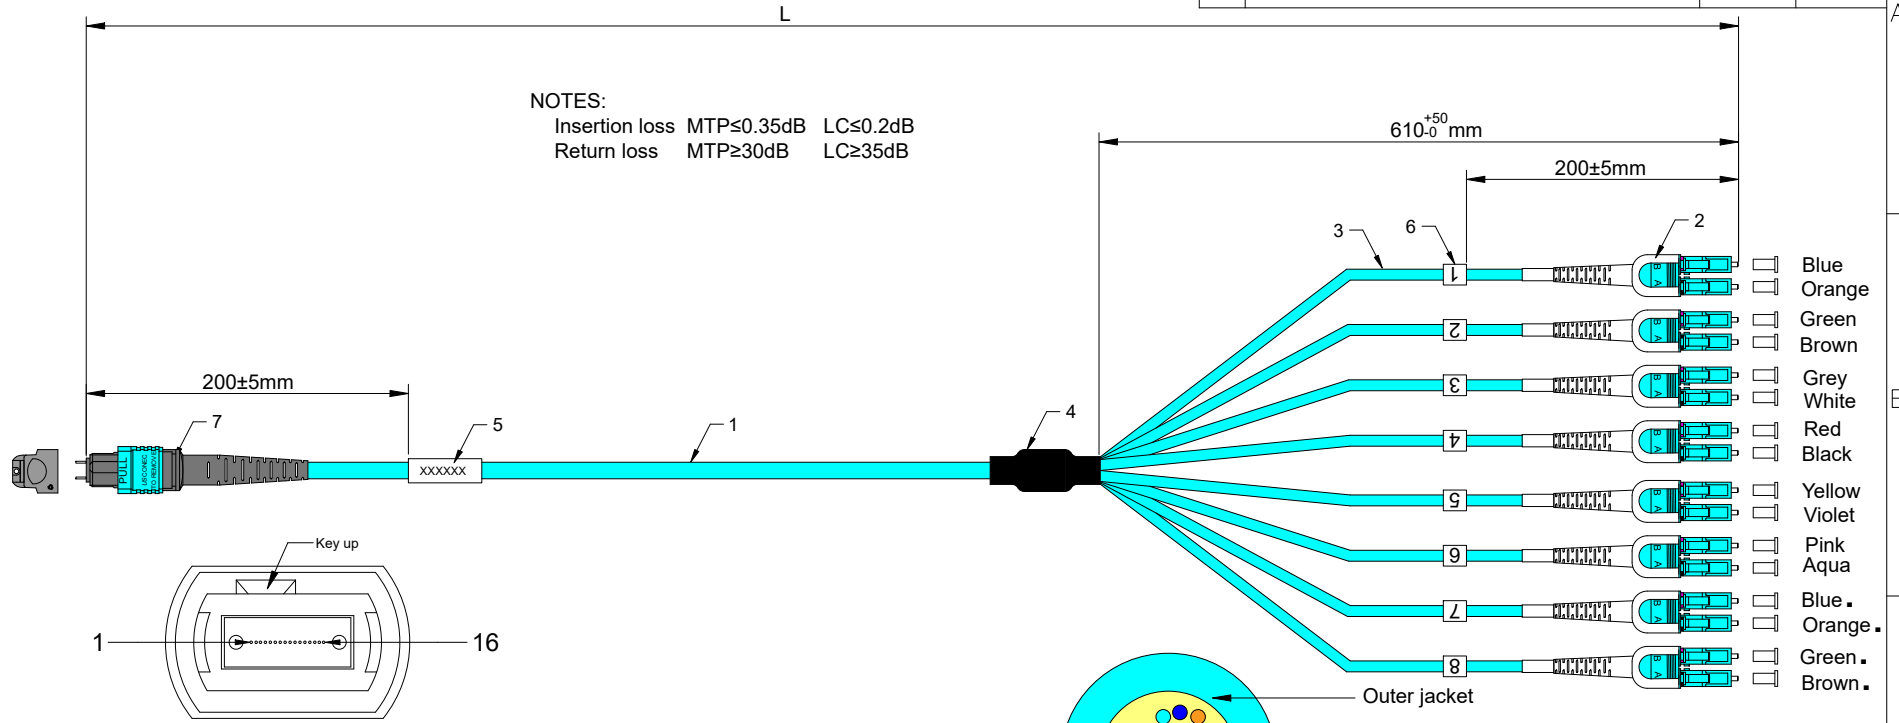 L
A
NOTES:
Insertion loss MTP≤0.35dB LC≤0.2dB
Return loss MTP≥30dB LC≥35dB
610 +50 -0 mm
200±5mm
3
6
2
1
B A
Blue
Orange
2
B A
Green
Brown
200±5mm
3
B A
Grey
White
7
5
1
4
4
B A
Red
Black
PULL
XXXXXX
5
B A
Yellow
Violet
Key up
6
B A
Pink
Aqua
7
B A
Blue.
Orange.
1
16
8
B A
Green.
Brown.
Outer jacket